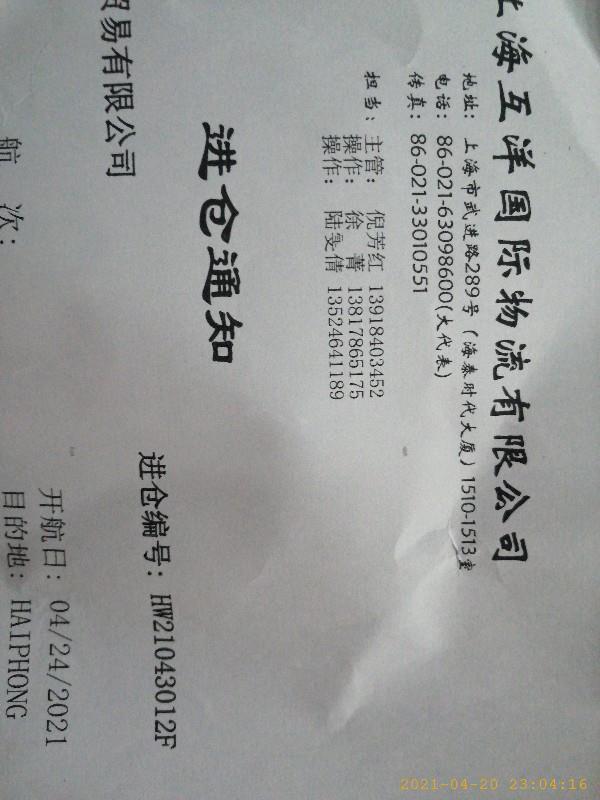 上海互洋国际物流有限公司
地址: 上海市武进路289号(海泰时代大厦)1510-1513室
电话: 86-021-63098600(大代表)
传真: 86-021-33010551
担当: 主管: 倪芳红 13918403452
操作: 徐 菁 13817865175
操作: 陆雯倩 13524641189
进仓通知
进仓编号: HW21043012F
贸易有限公司
开航日: 04/24/2021
航 次:
目的地: HAIPHONG
2021-04-20 23:04:16